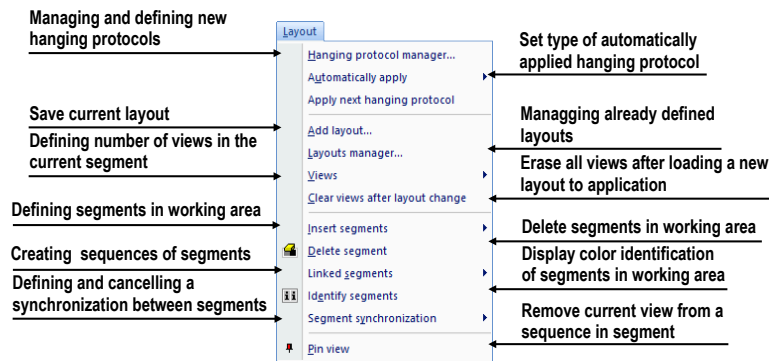 Managing and defining new
hanging protocols
Save current layout
Defining number of views in the
current segment
Defining segments in working area
Creating sequences of segments
Defining and cancelling a
synchronization between segments
Layout
Hanging protocol manager...
Automatically apply
Apply next hanging protocol
Add layout...
Layouts manager...
Views
Clear views after layout change
Insert segments
Delete segment
Linked segments
Identify segments
Segment synchronization
Pin view
Set type of automatically
applied hanging protocol
Managging already defined
layouts
Erase all views after loading a new
layout to application
Delete segments in working area
Display color identification
of segments in working area
Remove current view from a
sequence in segment